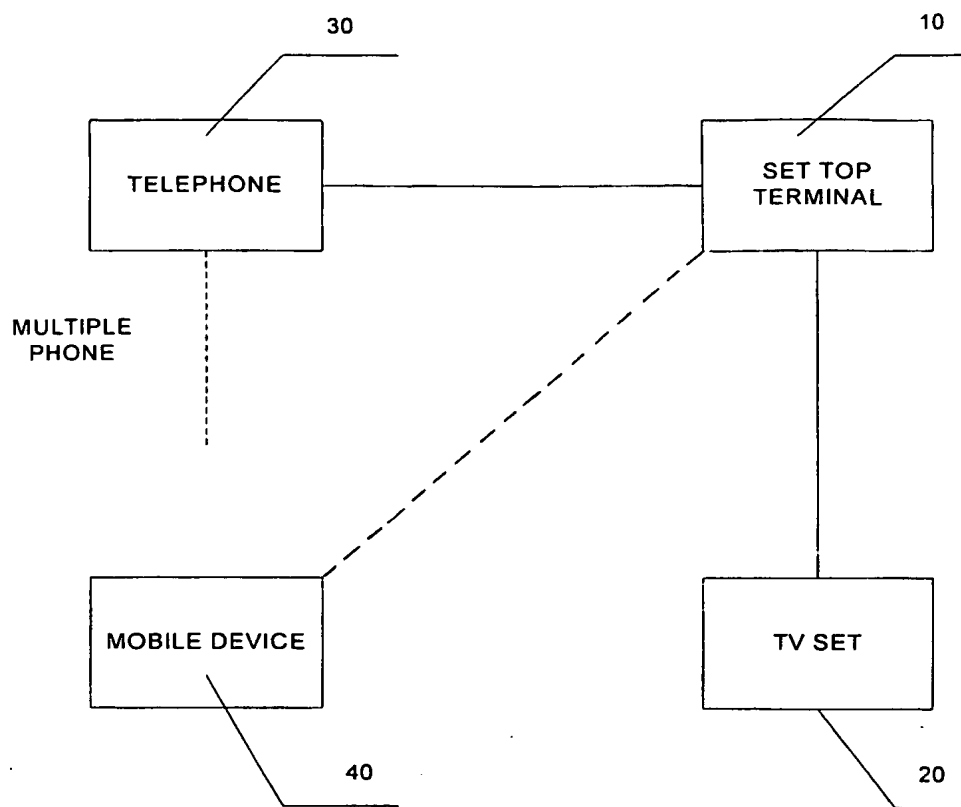 30
10
TELEPHONE
SET TOP
TERMINAL
MULTIPLE
PHONE
MOBILE DEVICE
TV SET
40
20